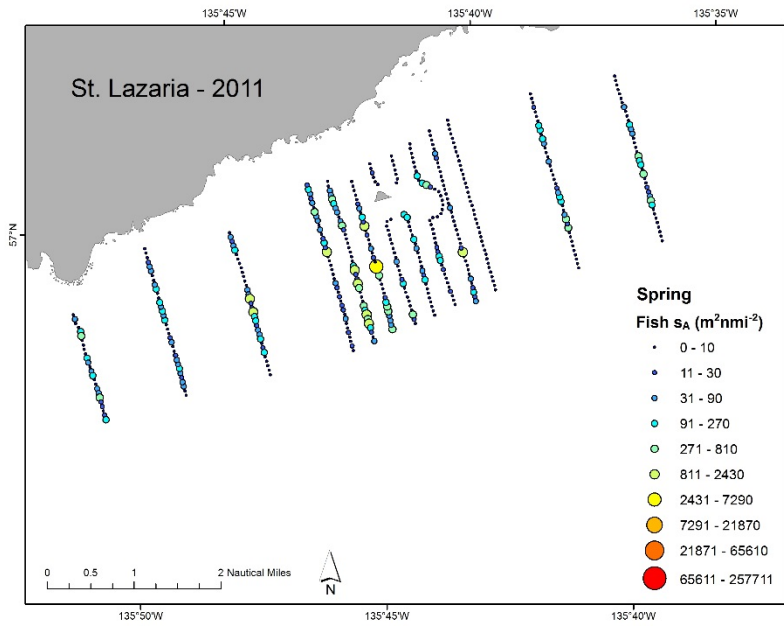 135°45'W 135°40'W 135°35'W
St. Lazaria - 2011
57°N
Spring
Fish sA (m²nmi-²)
0 - 10
11 - 30
31 - 90
91 - 270
271 - 810
811 - 2430
2431 - 7290
7291 - 21870
21871 - 65610
65611 - 257711
0 0.5 1 2 Nautical Miles
N
135°50'W 135°45'W 135°40'W